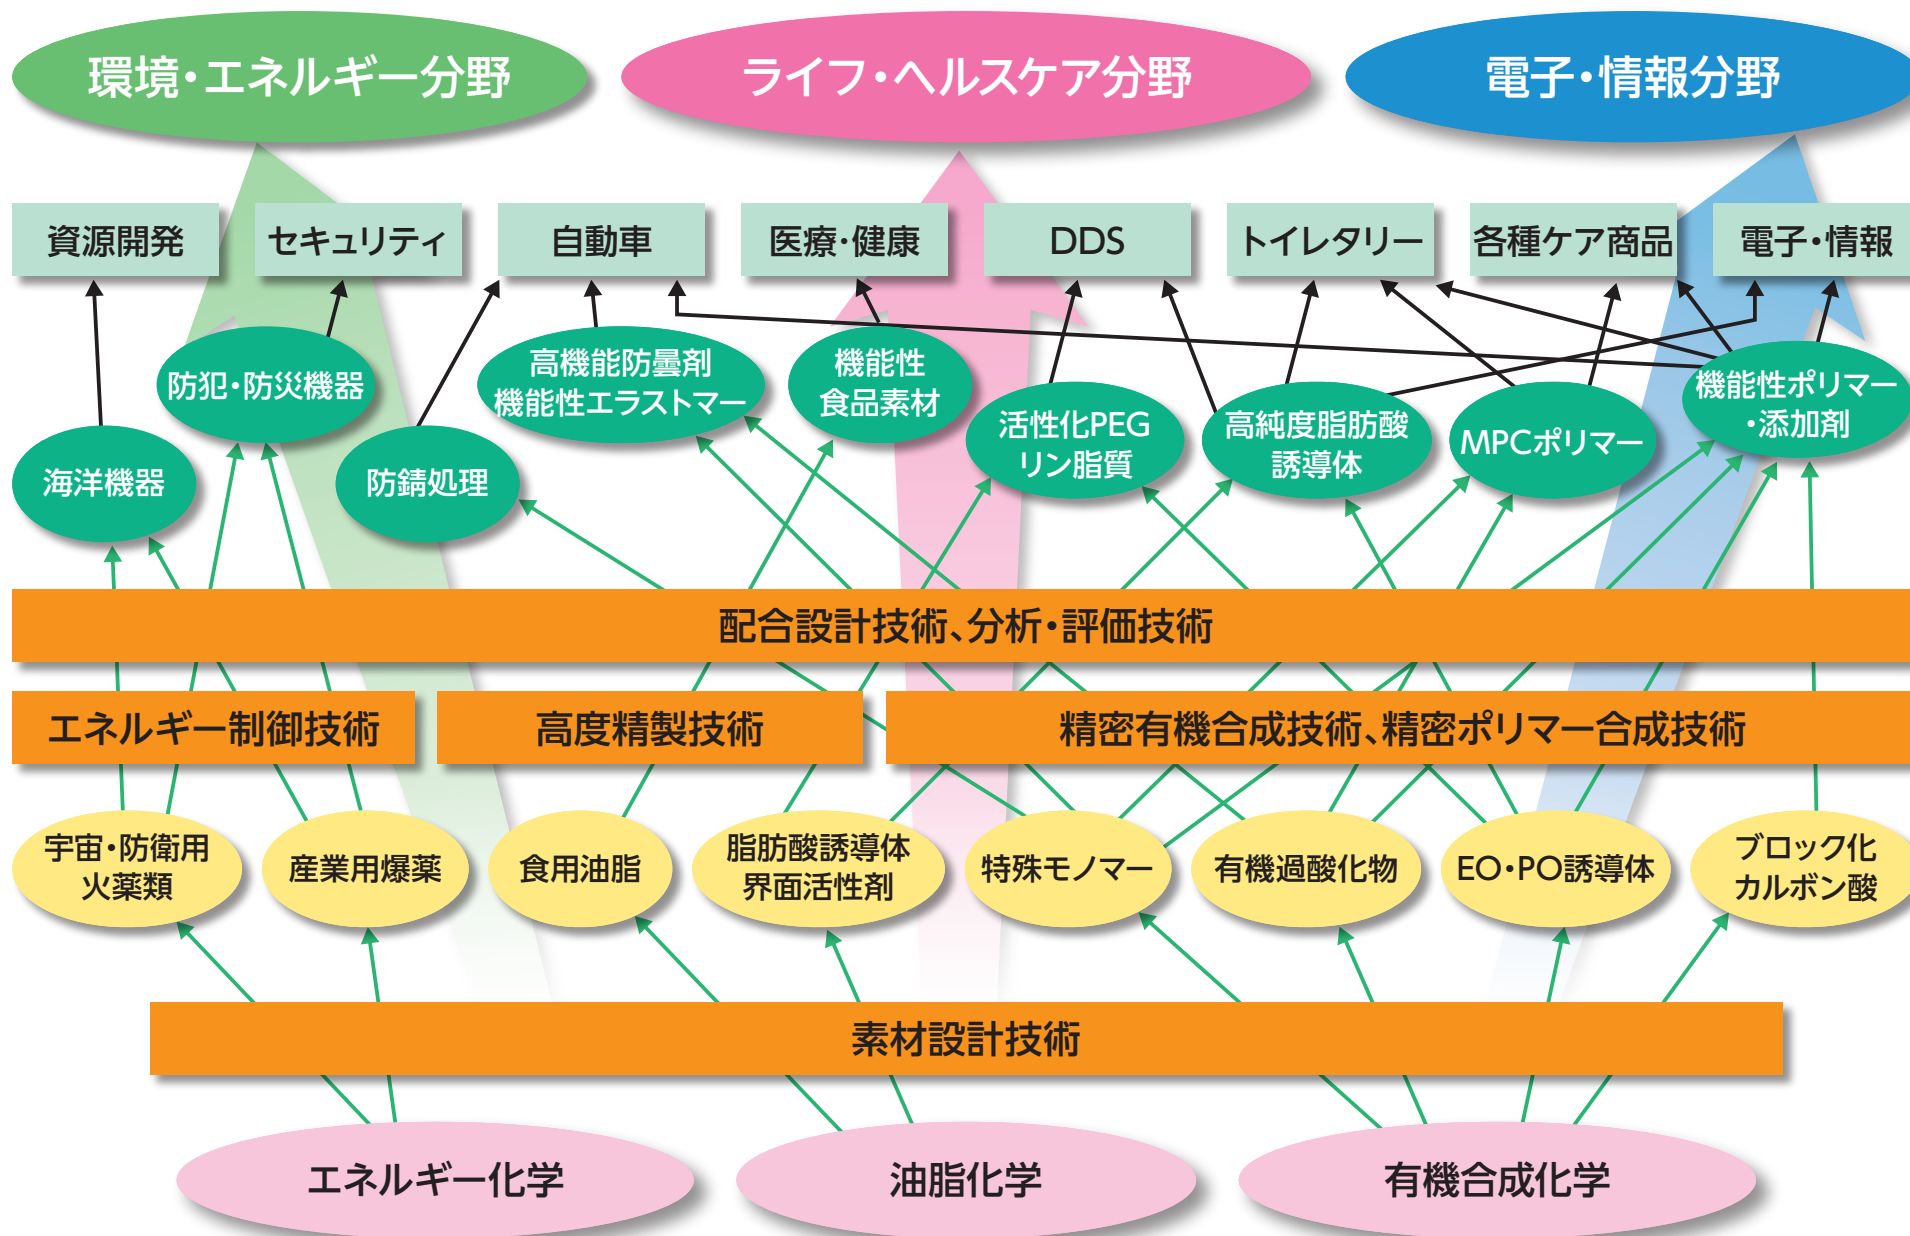 環境・エネルギー分野
ライフ・ヘルスケア分野
電子・情報分野
資源開発
セキュリティ
自動車
医療・健康
DDS
トイレタリー
各種ケア商品
電子・情報
防犯・防災機器
高機能防曇剤
機能性エラストマー
機能性
食品素材
機能性ポリマー
・添加剤
海洋機器
防錆処理
活性化PEG
リン脂質
高純度脂肪酸
誘導体
MPCポリマー
配合設計技術、分析・評価技術
エネルギー制御技術
高度精製技術
精密有機合成技術、精密ポリマー合成技術
宇宙・防衛用
火薬類
産業用爆薬
食用油脂
脂肪酸誘導体
界面活性剤
特殊モノマー
有機過酸化物
EO・PO誘導体
ブロック化
カルボン酸
素材設計技術
エネルギー化学
油脂化学
有機合成化学